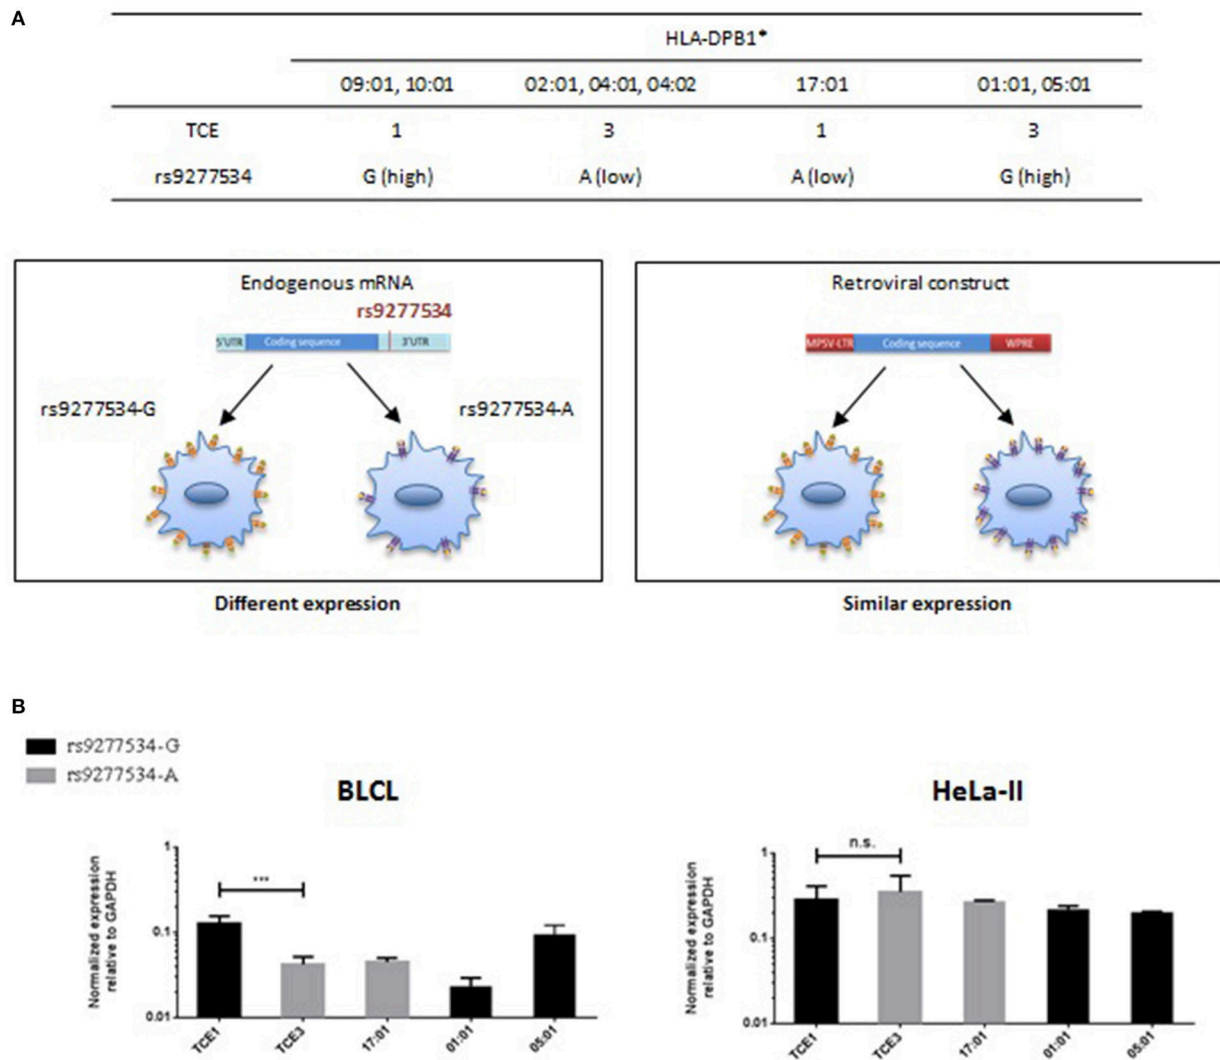 A
HLA-DPB1*
09:01, 10:01 02:01, 04:01, 04:02 17:01 01:01, 05:01
TCE 1 3 1 3
rs9277534 G (high) A (low) A (low) G (high)
Endogenous mRNA
rs9277534
5'UTR Coding sequence 3'UTR
rs9277534-G
rs9277534-A
Different expression
Retroviral construct
MPSV-LTR Coding sequence WPRE
Similar expression
B
rs9277534-G
rs9277534-A
BLCL
Normalized expression
relative to GAPDH
1
0.1
0.01
***
TCE1 TCE3 17:01 01:01 05:01
HeLa-II
Normalized expression
relative to GAPDH
1
0.1
0.01
n.s.
TCE1 TCE3 17:01 01:01 05:01